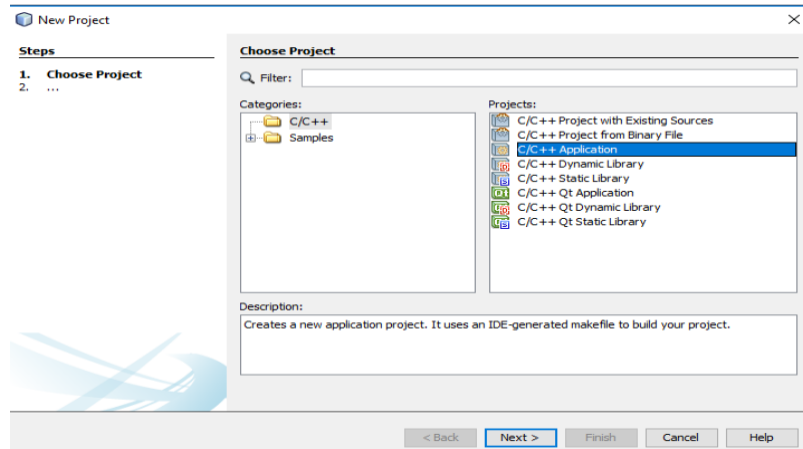 New Project
Steps
1. Choose Project
2. ...
Choose Project
Filter:
Categories:
C/C++
Samples
Projects:
C/C++ Project with Existing Sources
C/C++ Project from Binary File
C/C++ Application
C/C++ Dynamic Library
C/C++ Static Library
C/C++ Qt Application
C/C++ Qt Dynamic Library
C/C++ Qt Static Library
Description:
Creates a new application project. It uses an IDE-generated makefile to build your project.
< Back Next > Finish Cancel Help